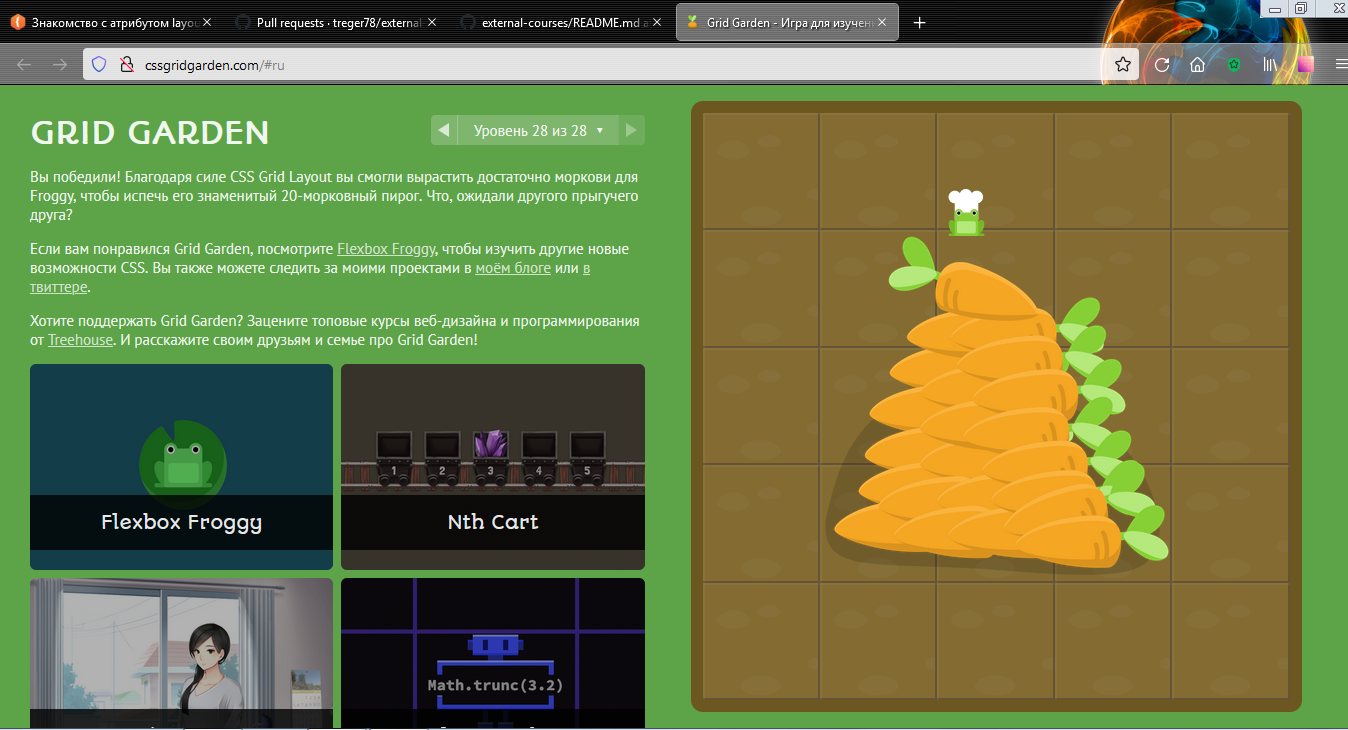 Знакомство с атрибутом layou
Pull requests · treger78/external
external-courses/README.md a
Grid Garden - Игра для изучени
cssgridgarden.com/#ru
GRID GARDEN
Уровень 28 из 28
Вы победили! Благодаря силе CSS Grid Layout вы смогли вырастить достаточно моркови для
Froggy, чтобы испечь его знаменитый 20-морковный пирог. Что, ожидали другого прыгучего
друга?
Если вам понравился Grid Garden, посмотрите Flexbox Froggy, чтобы изучить другие новые
возможности CSS. Вы также можете следить за моими проектами в моём блоге или в
твиттере.
Хотите поддержать Grid Garden? Зацените топовые курсы веб-дизайна и программирования
от Treehouse. И расскажите своим друзьям и семье про Grid Garden!
1 2 3 4 5
Flexbox Froggy
Nth Cart
Math.trunc(3.2)